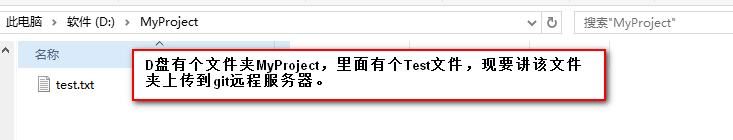 此电脑 › 软件 (D:) › MyProject
搜索"MyProject"
名称
test.txt
D盘有个文件夹MyProject，里面有个Test文件，现要讲该文件
夹上传到git远程服务器。